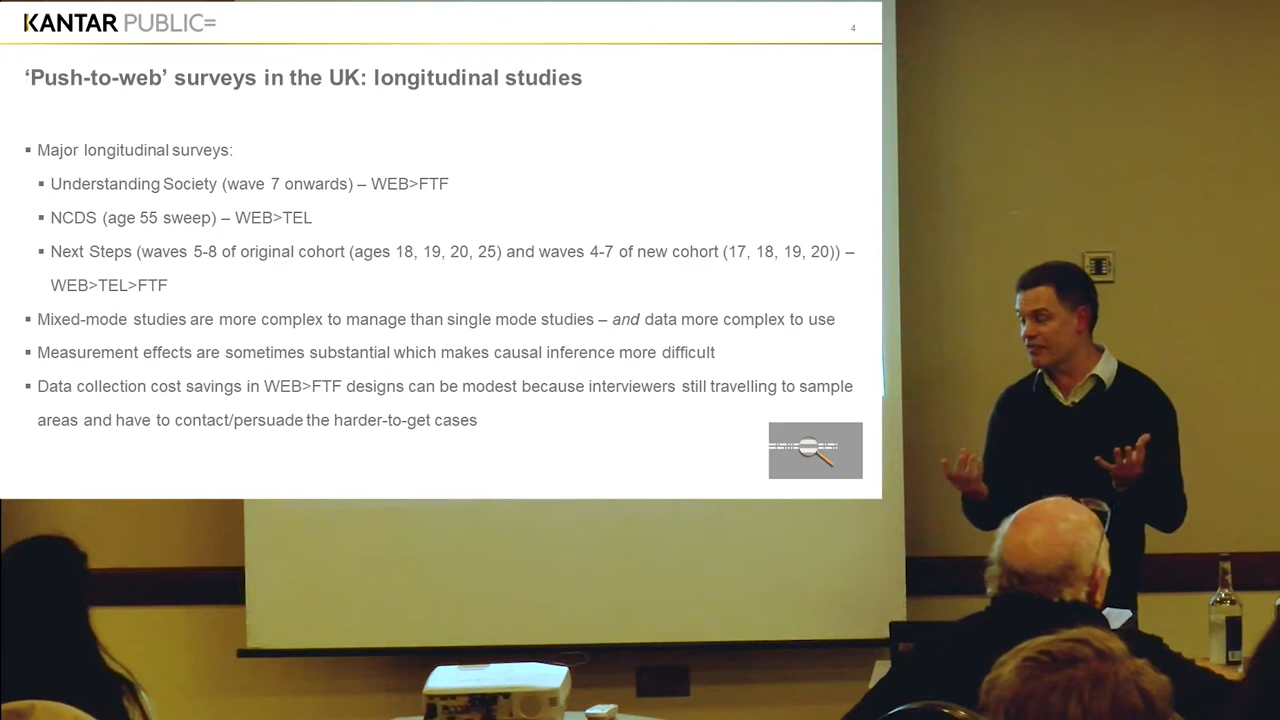 KANTAR PUBLIC=
4
‘Push-to-web’ surveys in the UK: longitudinal studies
▪ Major longitudinal surveys:
▪ Understanding Society (wave 7 onwards) – WEB>FTF
▪ NCDS (age 55 sweep) – WEB>TEL
▪ Next Steps (waves 5-8 of original cohort (ages 18, 19, 20, 25) and waves 4-7 of new cohort (17, 18, 19, 20)) –
WEB>TEL>FTF
▪ Mixed-mode studies are more complex to manage than single mode studies – and data more complex to use
▪ Measurement effects are sometimes substantial which makes causal inference more difficult
▪ Data collection cost savings in WEB>FTF designs can be modest because interviewers still travelling to sample
areas and have to contact/persuade the harder-to-get cases